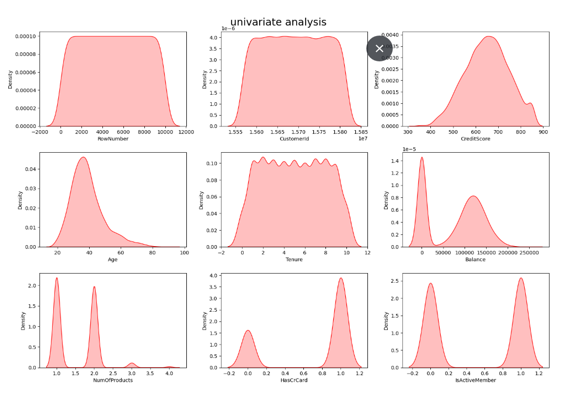 univariate analysis
1e-6
0.00010
0.00008
0.00006
0.00004
0.00002
0.00000
Density
−2000 0 2000 4000 6000 8000 10000 12000
RowNumber
4.0
3.5
3.0
2.5
2.0
1.5
1.0
0.5
0.0
Density
1.555 1.560 1.565 1.570 1.575 1.580 1.585
1e7
CustomerId
0.0040
0.0035
0.0030
0.0025
0.0020
0.0015
0.0010
0.0005
0.0000
Density
300 400 500 600 700 800 900
CreditScore
0.04
0.03
0.02
0.01
0.00
Density
20 40 60 80 100
Age
0.10
0.08
0.06
0.04
0.02
0.00
Density
−2 0 2 4 6 8 10 12
Tenure
1e-5
1.4
1.2
1.0
0.8
0.6
0.4
0.2
0.0
Density
−50000 0 50000 100000 150000 200000 250000
Balance
2.0
1.5
1.0
0.5
0.0
Density
1.0 1.5 2.0 2.5 3.0 3.5 4.0
NumOfProducts
4.0
3.5
3.0
2.5
2.0
1.5
1.0
0.5
0.0
Density
−0.2 0.0 0.2 0.4 0.6 0.8 1.0 1.2
HasCrCard
2.5
2.0
1.5
1.0
0.5
0.0
Density
−0.2 0.0 0.2 0.4 0.6 0.8 1.0 1.2
IsActiveMember